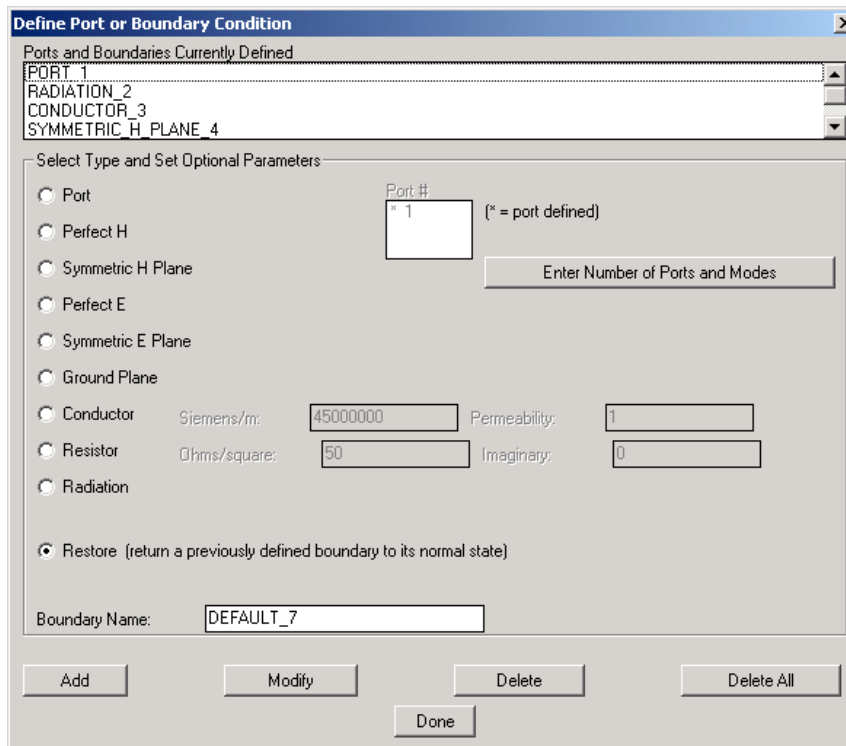 Define Port or Boundary Condition
Ports and Boundaries Currently Defined
PORT_1
RADIATION_2
CONDUCTOR_3
SYMMETRIC_H_PLANE_4
Select Type and Set Optional Parameters
Port
Port #
* 1
(* = port defined)
Perfect H
Symmetric H Plane
Enter Number of Ports and Modes
Perfect E
Symmetric E Plane
Ground Plane
Conductor Siemens/m: 45000000 Permeability: 1
Resistor Ohms/square: 50 Imaginary: 0
Radiation
Restore (return a previously defined boundary to its normal state)
Boundary Name: DEFAULT_7
Add Modify Delete Delete All
Done